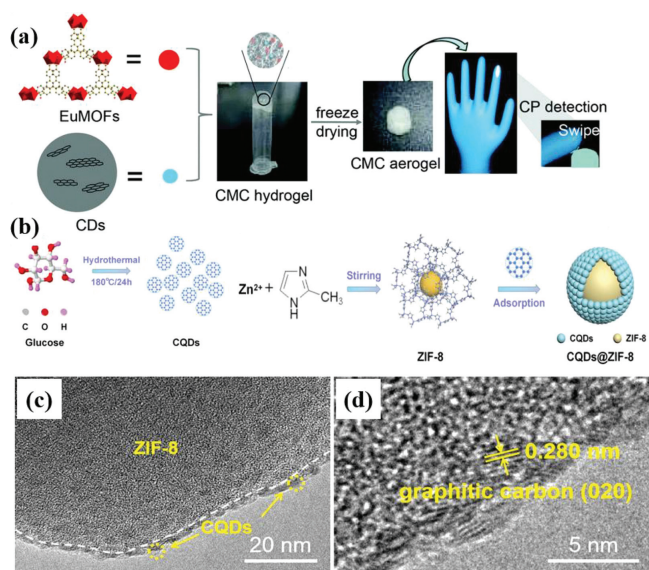 (a)
=
EuMOFs
=
CDs
CMC hydrogel
freeze
drying
CMC aerogel
CP detection
Swipe
(b)
Hydrothermal
180°C/24h
C O H
Glucose
CQDs
Zn²⁺+
N
N
H
CH₃
Stirring
ZIF-8
Adsorption
CQDs ZIF-8
CQDs@ZIF-8
(c)
ZIF-8
CQDs
20 nm
(d)
0.280 nm
graphitic carbon (020)
5 nm